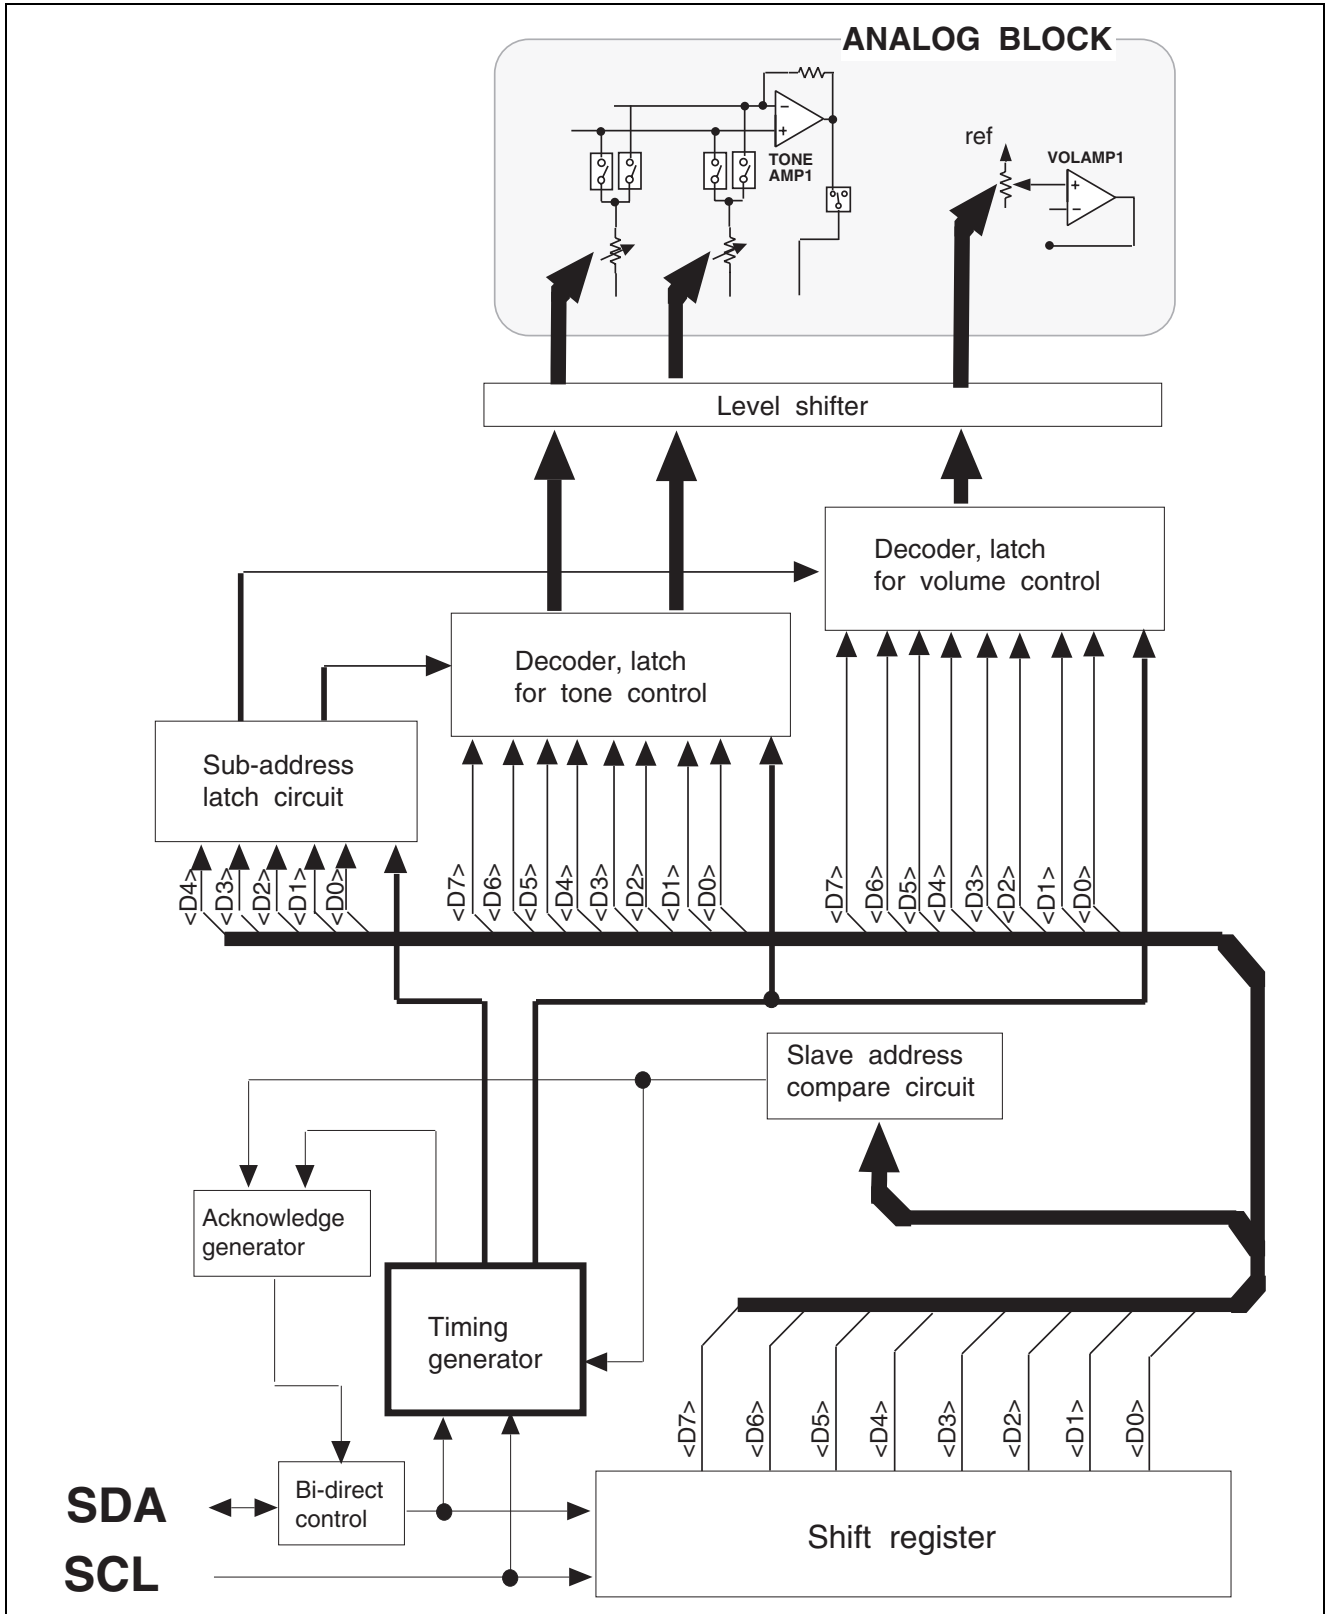 ANALOG BLOCK
−
+
TONE
AMP1
ref
VOLAMP1
+
−
Level shifter
Decoder, latch
for volume control
Decoder, latch
for tone control
Sub-address
latch circuit
<D4>
<D3>
<D2>
<D1>
<D0>
<D7>
<D6>
<D5>
<D4>
<D3>
<D2>
<D1>
<D0>
<D7>
<D6>
<D5>
<D4>
<D3>
<D2>
<D1>
<D0>
Slave address
compare circuit
Acknowledge
generator
Timing
generator
<D7>
<D6>
<D5>
<D4>
<D3>
<D2>
<D1>
<D0>
SDA
Bi-direct
control
Shift register
SCL